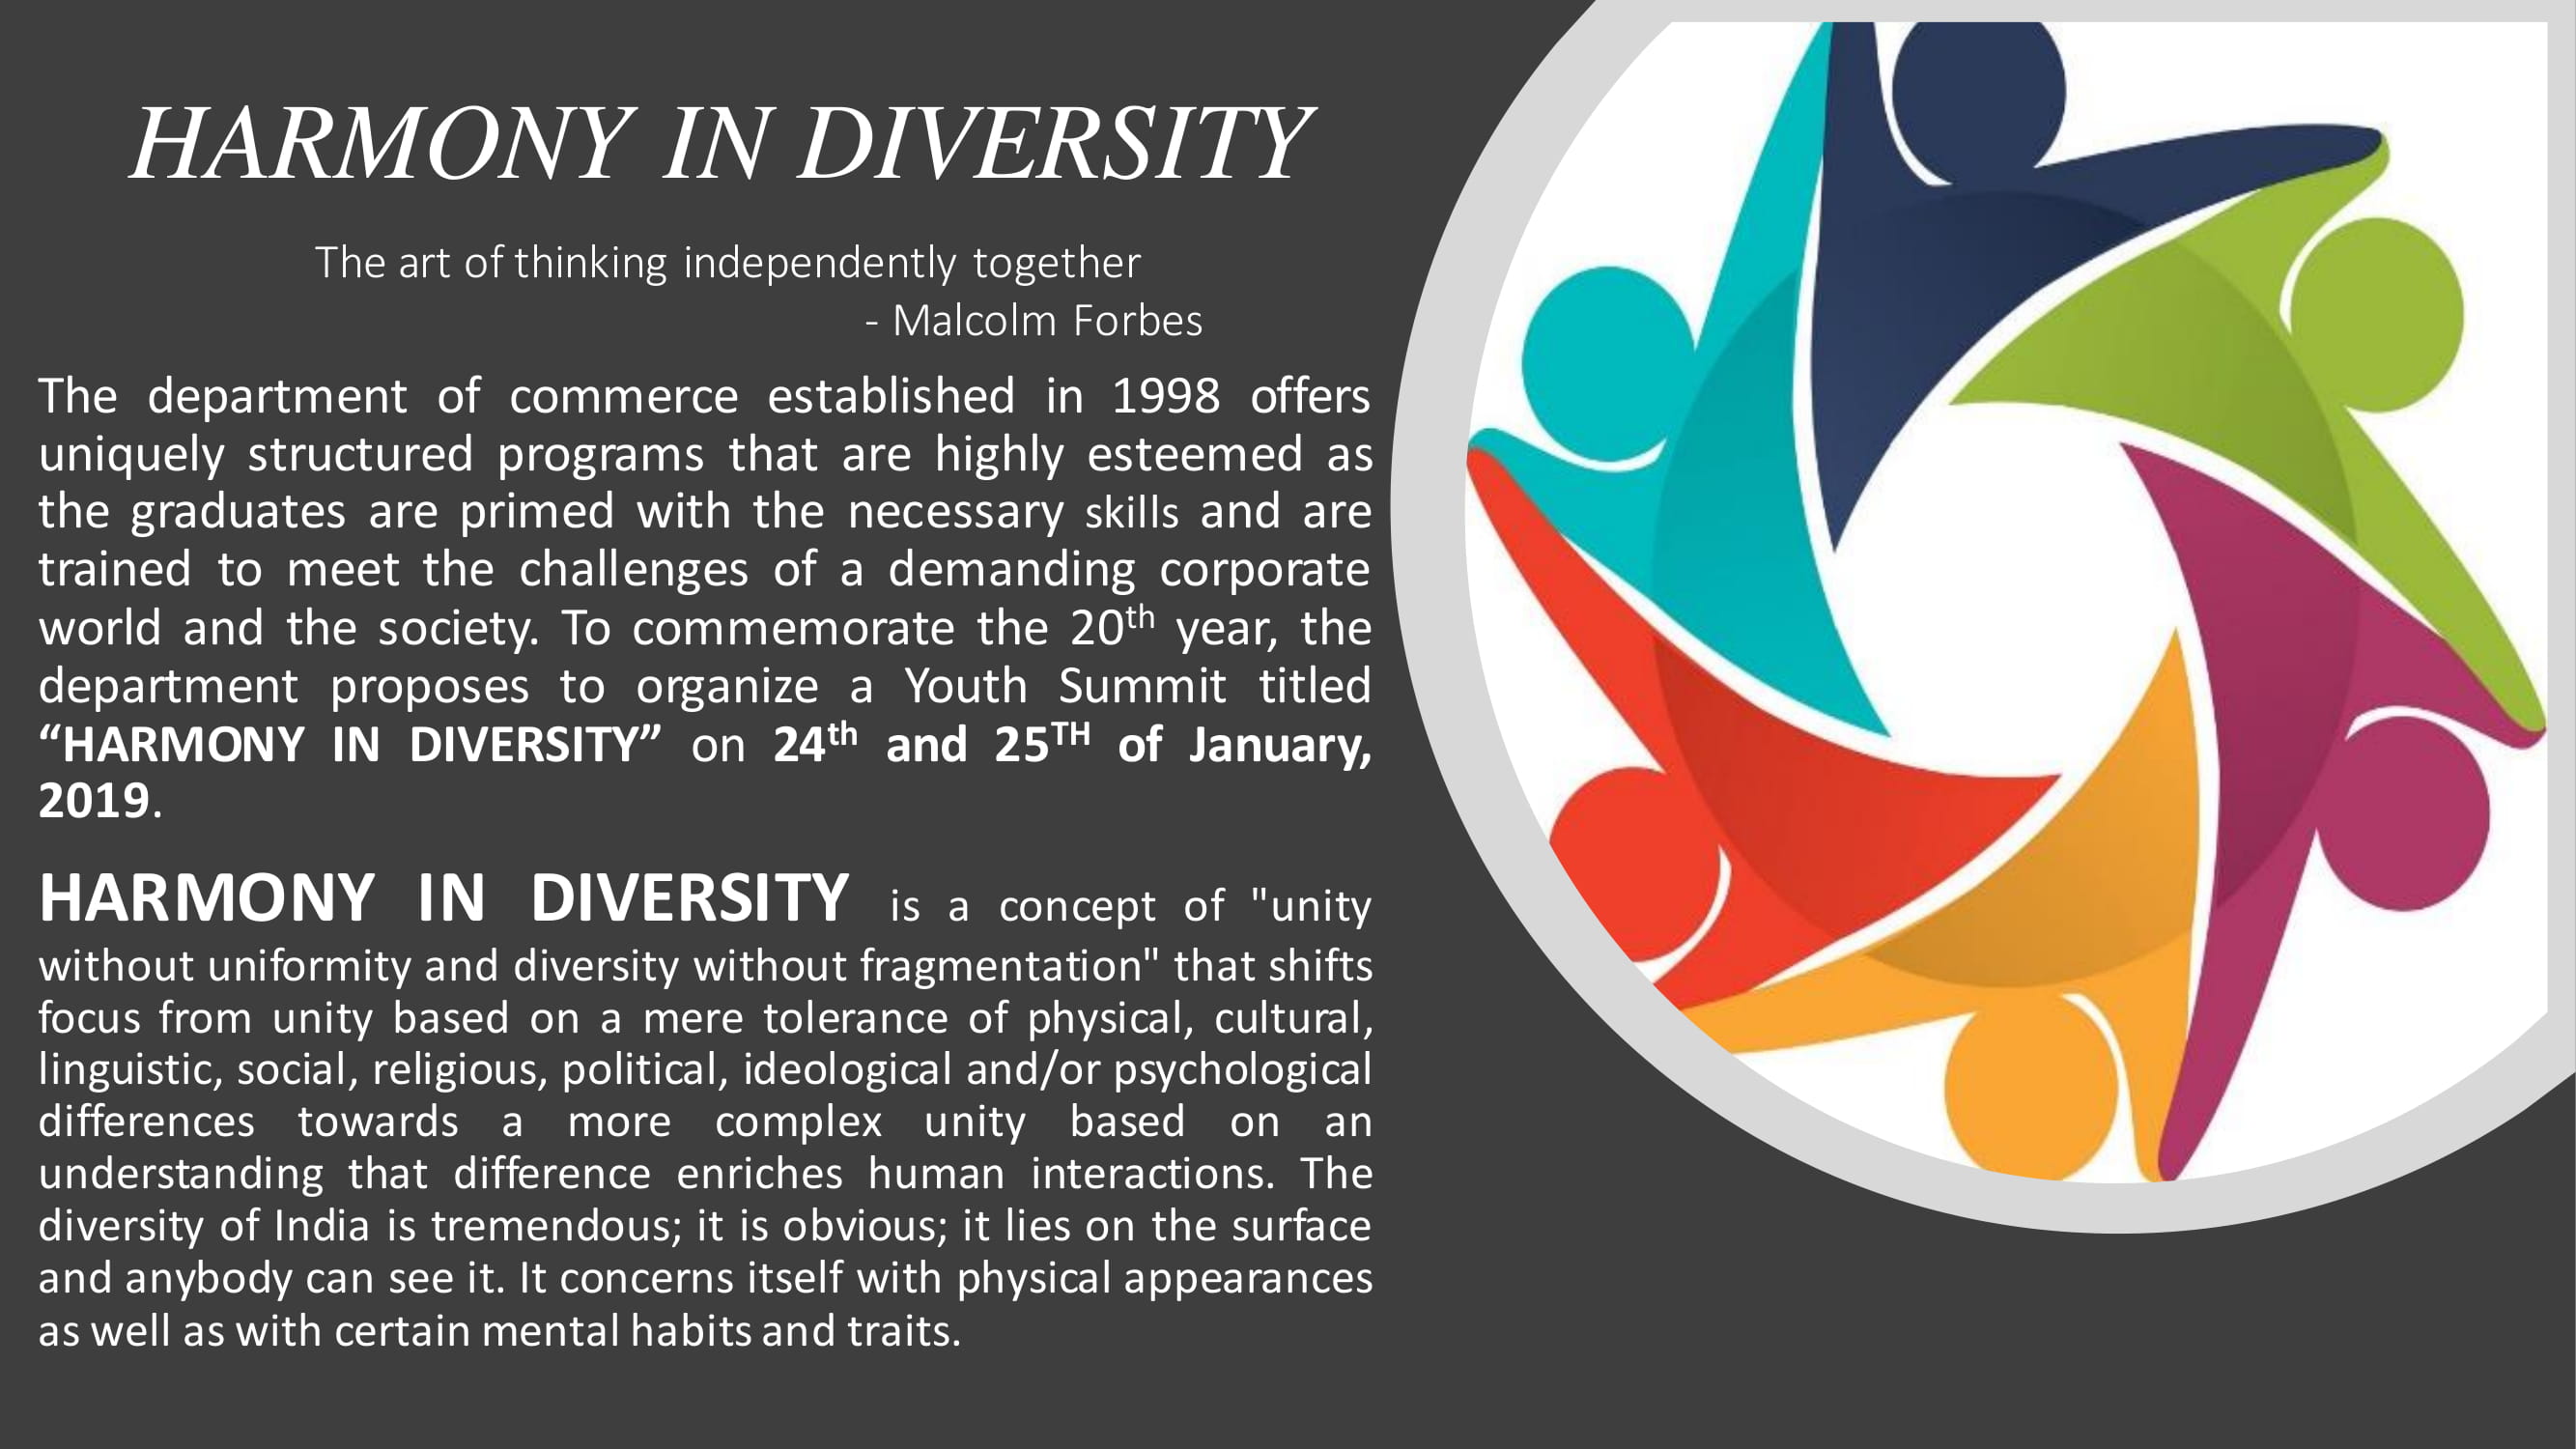 HARMONY IN DIVERSITY
The art of thinking independently together
- Malcolm Forbes
The department of commerce established in 1998 offers
uniquely structured programs that are highly esteemed as
the graduates are primed with the necessary skills and are
trained to meet the challenges of a demanding corporate
world and the society. To commemorate the 20th year, the
department proposes to organize a Youth Summit titled
“HARMONY IN DIVERSITY” on 24th and 25TH of January,
2019.
HARMONY IN DIVERSITY is a concept of "unity
without uniformity and diversity without fragmentation" that shifts
focus from unity based on a mere tolerance of physical, cultural,
linguistic, social, religious, political, ideological and/or psychological
differences towards a more complex unity based on an
understanding that difference enriches human interactions. The
diversity of India is tremendous; it is obvious; it lies on the surface
and anybody can see it. It concerns itself with physical appearances
as well as with certain mental habits and traits.